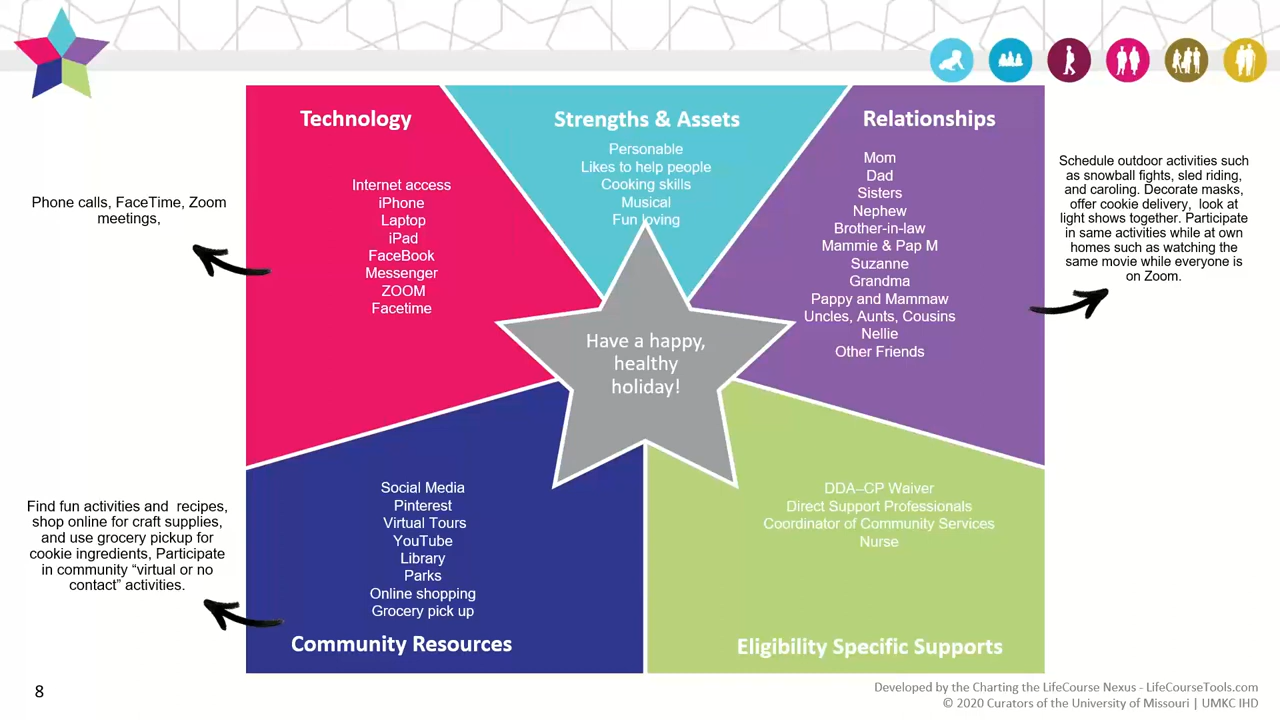 Technology
Internet access
iPhone
Laptop
iPad
FaceBook
Messenger
ZOOM
Facetime
Phone calls, FaceTime, Zoom
meetings,
Strengths & Assets
Personable
Likes to help people
Cooking skills
Musical
Fun loving
Relationships
Mom
Dad
Sisters
Nephew
Brother-in-law
Mammie & Pap M
Suzanne
Grandma
Pappy and Mammaw
Uncles, Aunts, Cousins
Nellie
Other Friends
Schedule outdoor activities such
as snowball fights, sled riding,
and caroling. Decorate masks,
offer cookie delivery, look at
light shows together. Participate
in same activities while at own
homes such as watching the
same movie while everyone is
on Zoom.
Have a happy,
healthy
holiday!
Find fun activities and recipes,
shop online for craft supplies,
and use grocery pickup for
cookie ingredients, Participate
in community “virtual or no
contact” activities.
Social Media
Pinterest
Virtual Tours
YouTube
Library
Parks
Online shopping
Grocery pick up
Community Resources
DDA–CP Waiver
Direct Support Professionals
Coordinator of Community Services
Nurse
Eligibility Specific Supports
8
Developed by the Charting the LifeCourse Nexus - LifeCourseTools.com
© 2020 Curators of the University of Missouri | UMKC IHD